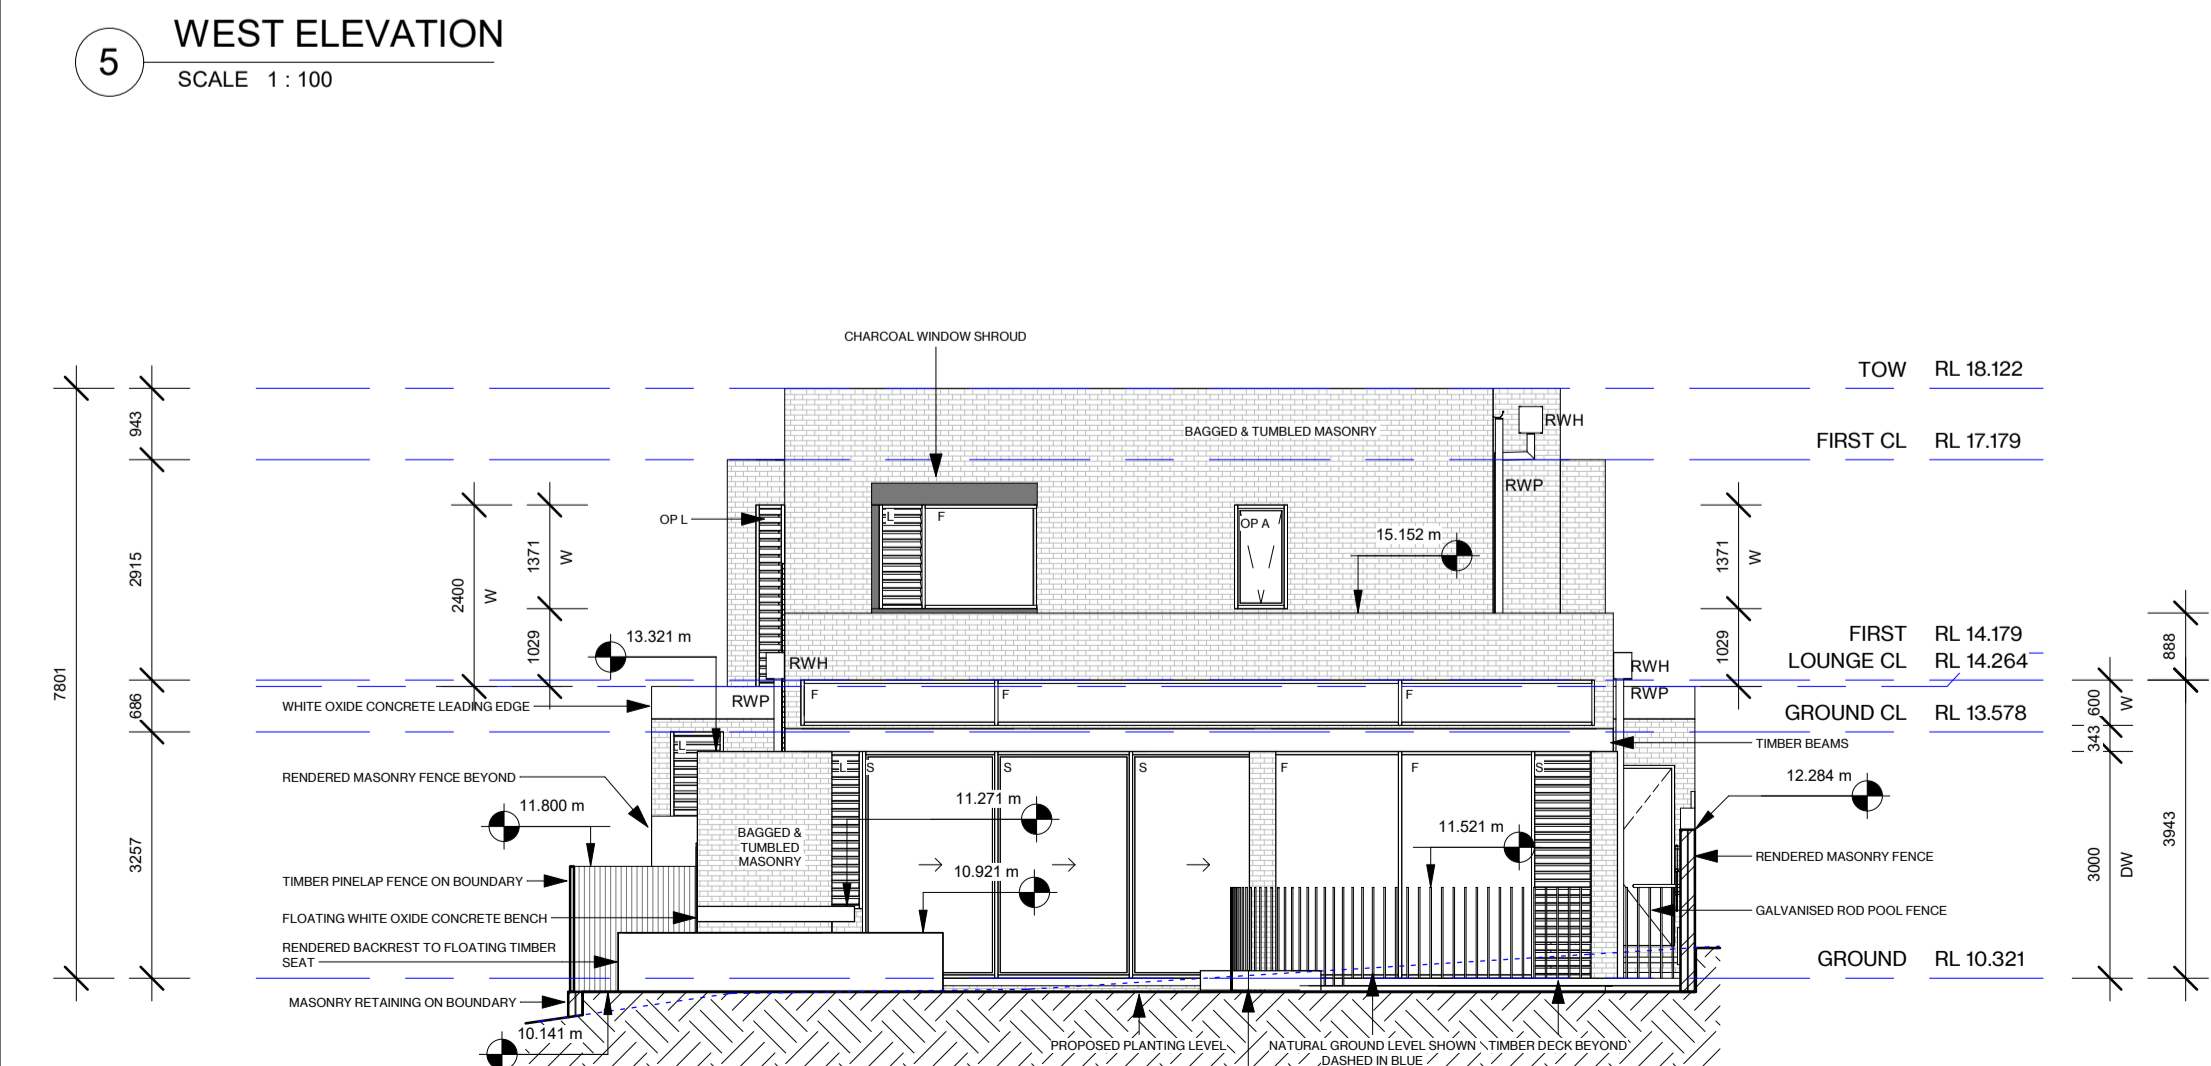 5
WEST ELEVATION
SCALE 1 : 100
CHARCOAL WINDOW SHROUD
TOW RL 18.122
943
RWH
BAGGED & TUMBLED MASONRY
FIRST CL RL 17.179
RWP
OP L
L
F
OP A
15.152 m
2915
2400
W
1371
W
1371
W
13.321 m
1029
1029
FIRST RL 14.179
888
RWH
RWH
LOUNGE CL RL 14.264
7801
686
RWP
F
F
F
RWP
600
W
WHITE OXIDE CONCRETE LEADING EDGE
GROUND CL RL 13.578
343
L
TIMBER BEAMS
L
S
S
S
F
F
S
RENDERED MASONRY FENCE BEYOND
12.284 m
11.800 m
11.271 m
11.521 m
BAGGED &
TUMBLED
MASONRY
3257
3943
3000
DW
RENDERED MASONRY FENCE
10.921 m
TIMBER PINELAP FENCE ON BOUNDARY
FLOATING WHITE OXIDE CONCRETE BENCH
GALVANISED ROD POOL FENCE
RENDERED BACKREST TO FLOATING TIMBER
SEAT
GROUND RL 10.321
MASONRY RETAINING ON BOUNDARY
10.141 m
PROPOSED PLANTING LEVEL
NATURAL GROUND LEVEL SHOWN
DASHED IN BLUE
TIMBER DECK BEYOND